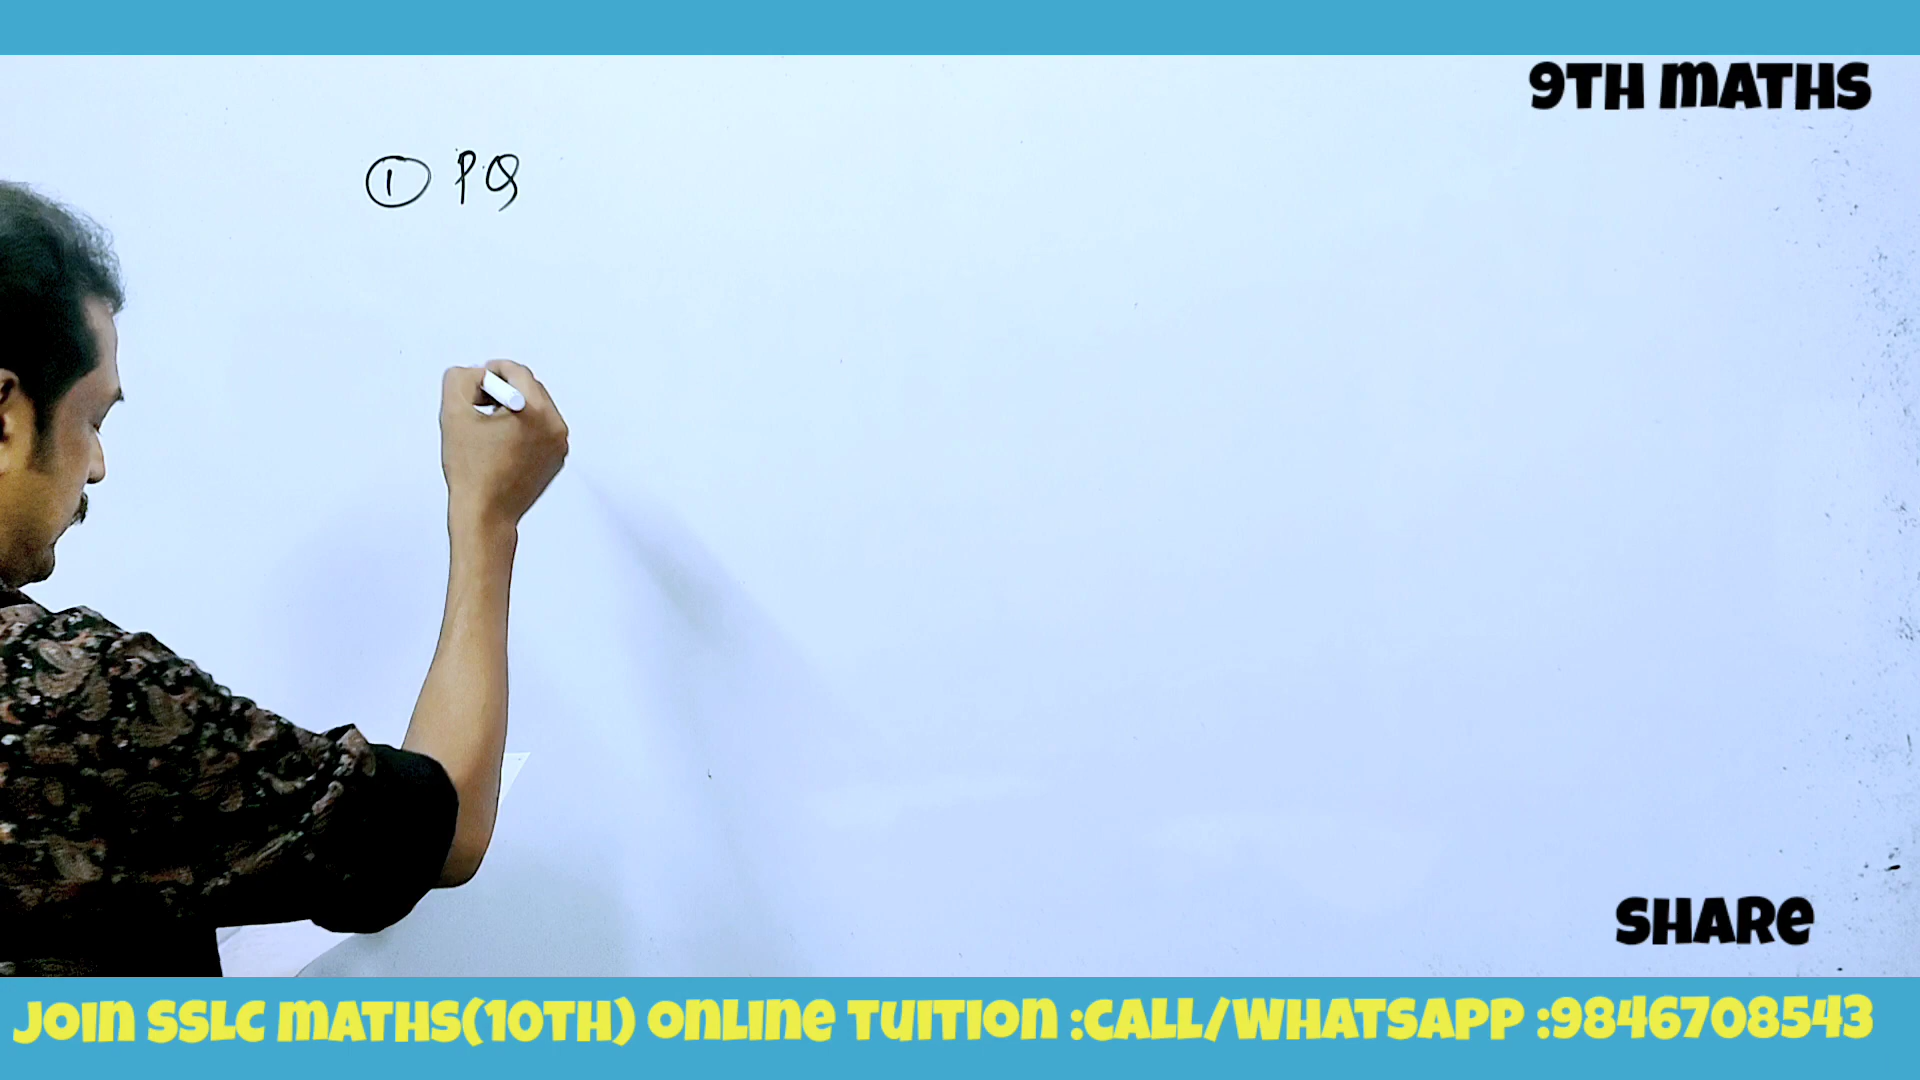 9TH MATHS
① PQ
SHARE
JOIN SSLC MATHS(10TH) ONLINE TUITION :CALL/WHATSAPP :9846708543